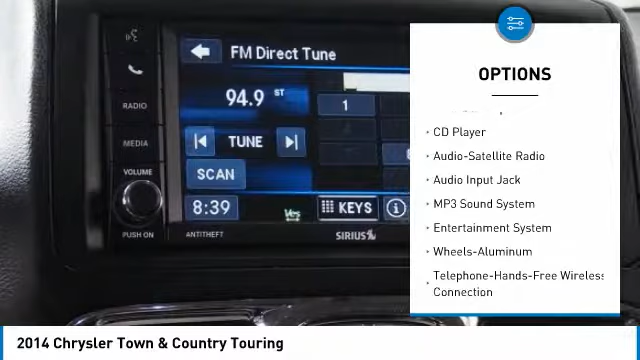 FM Direct Tune
94.9 ST
1
RADIO
MEDIA
TUNE
VOLUME
SCAN
8:39
Yes
KEYS
PUSH ON
ANTITHEFT
SIRIUS
OPTIONS
CD Player
Audio-Satellite Radio
Audio Input Jack
MP3 Sound System
Entertainment System
Wheels-Aluminum
Telephone-Hands-Free Wireless
Connection
2014 Chrysler Town & Country Touring